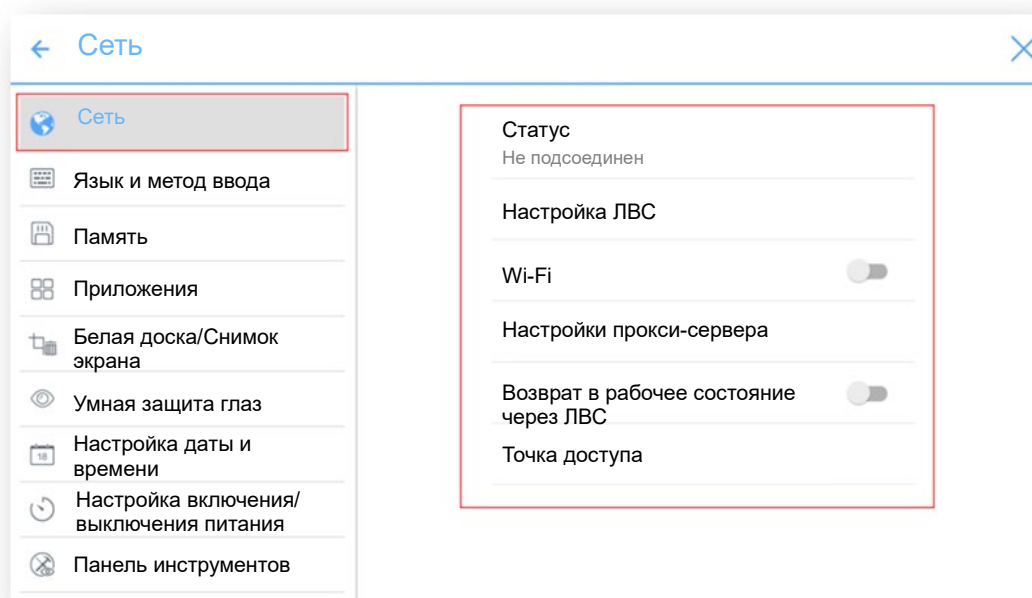 Сеть
Сеть
Язык и метод ввода
Память
Приложения
Белая доска/Снимок
экрана
Умная защита глаз
18
Настройка даты и
времени
Настройка включения/
выключения питания
Панель инструментов
Статус
Не подсоединен
Настройка ЛВС
Wi-Fi
Настройки прокси-сервера
Возврат в рабочее состояние
через ЛВС
Точка доступа